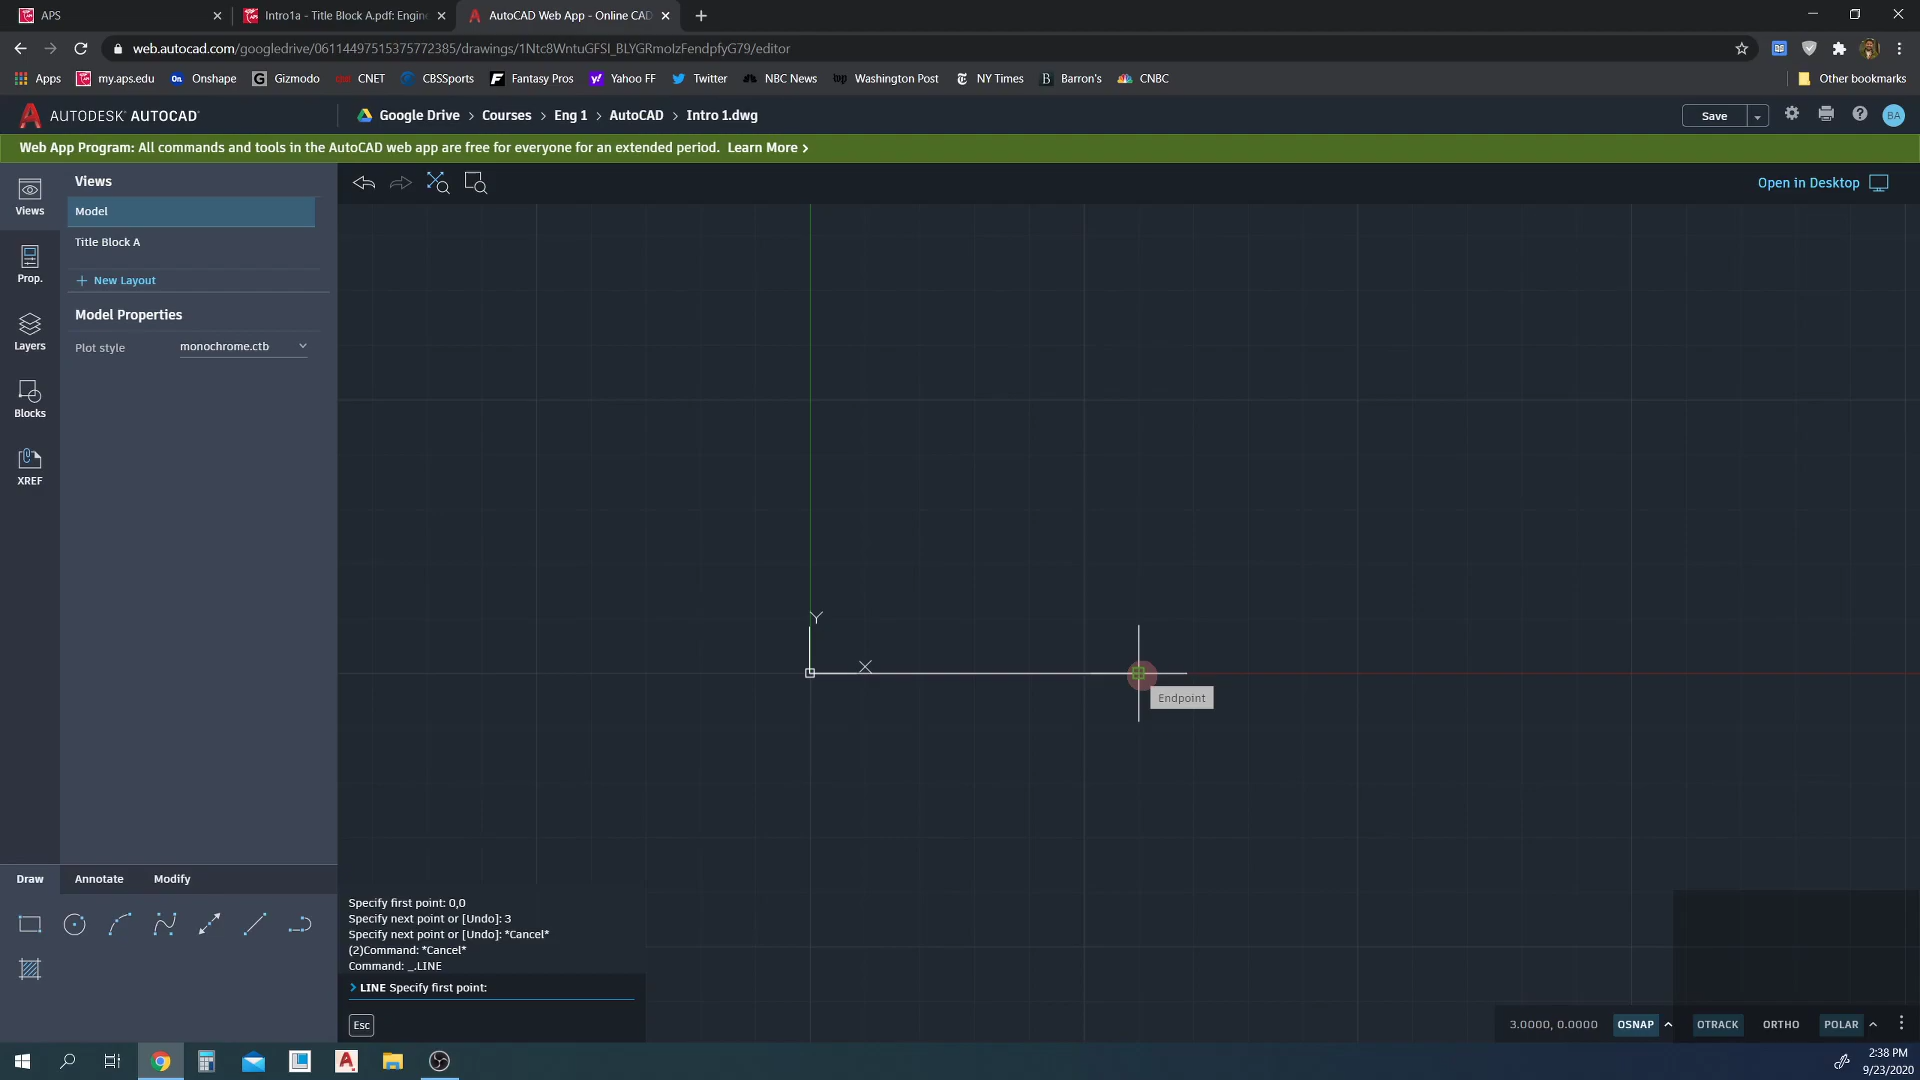 APS
Intro1a - Title Block A.pdf: Engine
AutoCAD Web App - Online CAD
web.autocad.com/googledrive/06114497515375772385/drawings/1Ntc8WntuGFSI_BLYGRmoIzFendpfyG79/editor
Apps
my.aps.edu
Onshape
Gizmodo
CNET
CBSSports
Fantasy Pros
Yahoo FF
Twitter
NBC News
Washington Post
NY Times
Barron's
CNBC
Other bookmarks
AUTODESK® AUTOCAD®
Google Drive > Courses > Eng 1 > AutoCAD > Intro 1.dwg
Save
BA
Web App Program: All commands and tools in the AutoCAD web app are free for everyone for an extended period. Learn More >
Views
Views
Model
Title Block A
+ New Layout
Model Properties
Plot style monochrome.ctb
Prop.
Layers
Blocks
XREF
Open in Desktop
Y
X
Endpoint
Draw Annotate Modify
Specify first point: 0,0
Specify next point or [Undo]: 3
Specify next point or [Undo]: *Cancel*
(2)Command: *Cancel*
Command: _.LINE
> LINE Specify first point:
Esc
3.0000, 0.0000 OSNAP OTRACK ORTHO POLAR
2:38 PM
9/23/2020